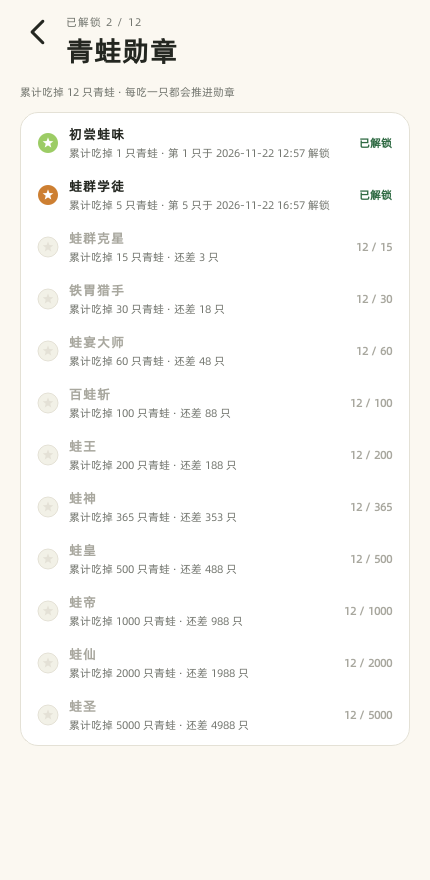 已解锁 2 / 12
青蛙勋章
累计吃掉 12 只青蛙 · 每吃一只都会推进勋章
初尝蛙味
累计吃掉 1 只青蛙 · 第 1 只于 2026-11-22 12:57 解锁
已解锁
蛙群学徒
累计吃掉 5 只青蛙 · 第 5 只于 2026-11-22 16:57 解锁
已解锁
蛙群克星
累计吃掉 15 只青蛙 · 还差 3 只
12 / 15
铁胃猎手
累计吃掉 30 只青蛙 · 还差 18 只
12 / 30
蛙宴大师
累计吃掉 60 只青蛙 · 还差 48 只
12 / 60
百蛙斩
累计吃掉 100 只青蛙 · 还差 88 只
12 / 100
蛙王
累计吃掉 200 只青蛙 · 还差 188 只
12 / 200
蛙神
累计吃掉 365 只青蛙 · 还差 353 只
12 / 365
蛙皇
累计吃掉 500 只青蛙 · 还差 488 只
12 / 500
蛙帝
累计吃掉 1000 只青蛙 · 还差 988 只
12 / 1000
蛙仙
累计吃掉 2000 只青蛙 · 还差 1988 只
12 / 2000
蛙圣
累计吃掉 5000 只青蛙 · 还差 4988 只
12 / 5000